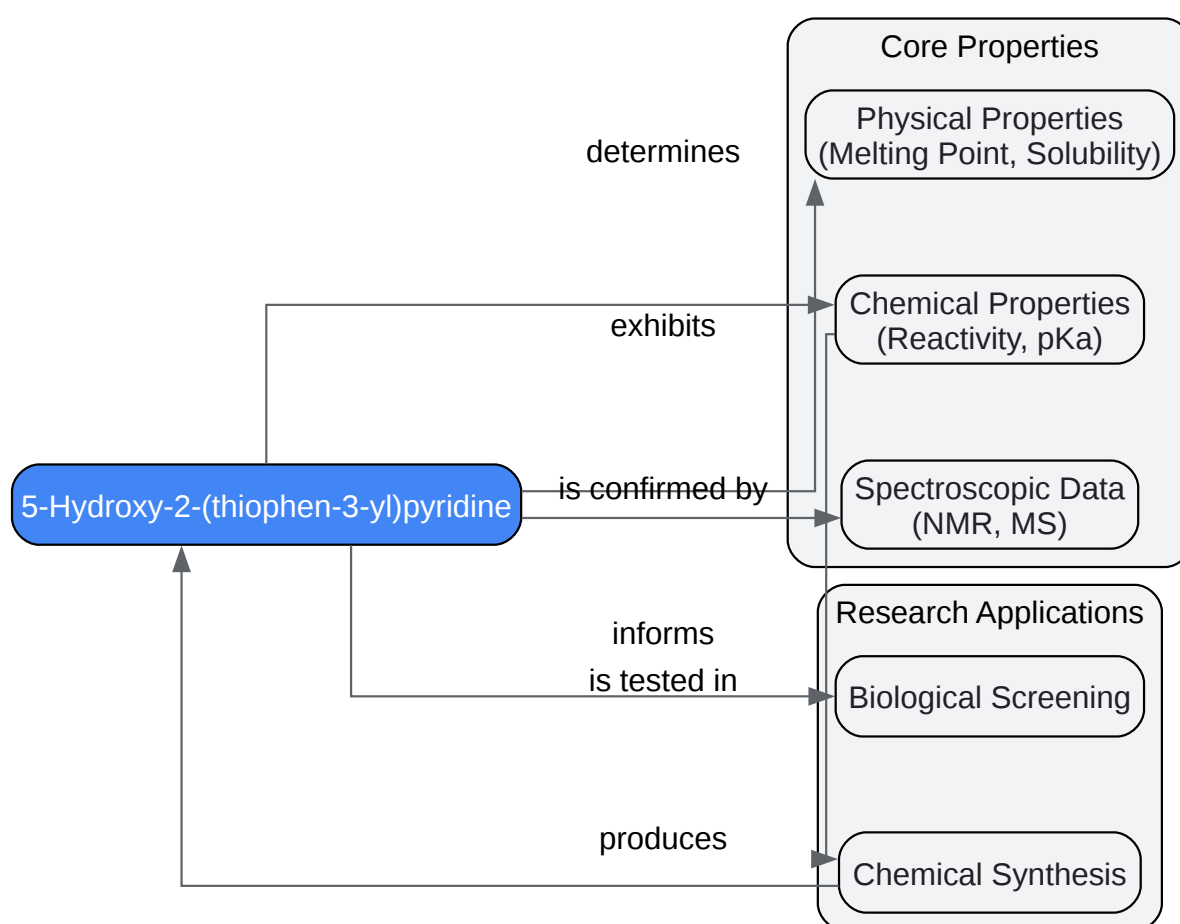 Core Properties
Physical Properties
(Melting Point, Solubility)
determines
Chemical Properties
(Reactivity, pKa)
exhibits
5-Hydroxy-2-(thiophen-3-yl)pyridine
is confirmed by
Spectroscopic Data
(NMR, MS)
Research Applications
informs
is tested in
Biological Screening
produces
Chemical Synthesis